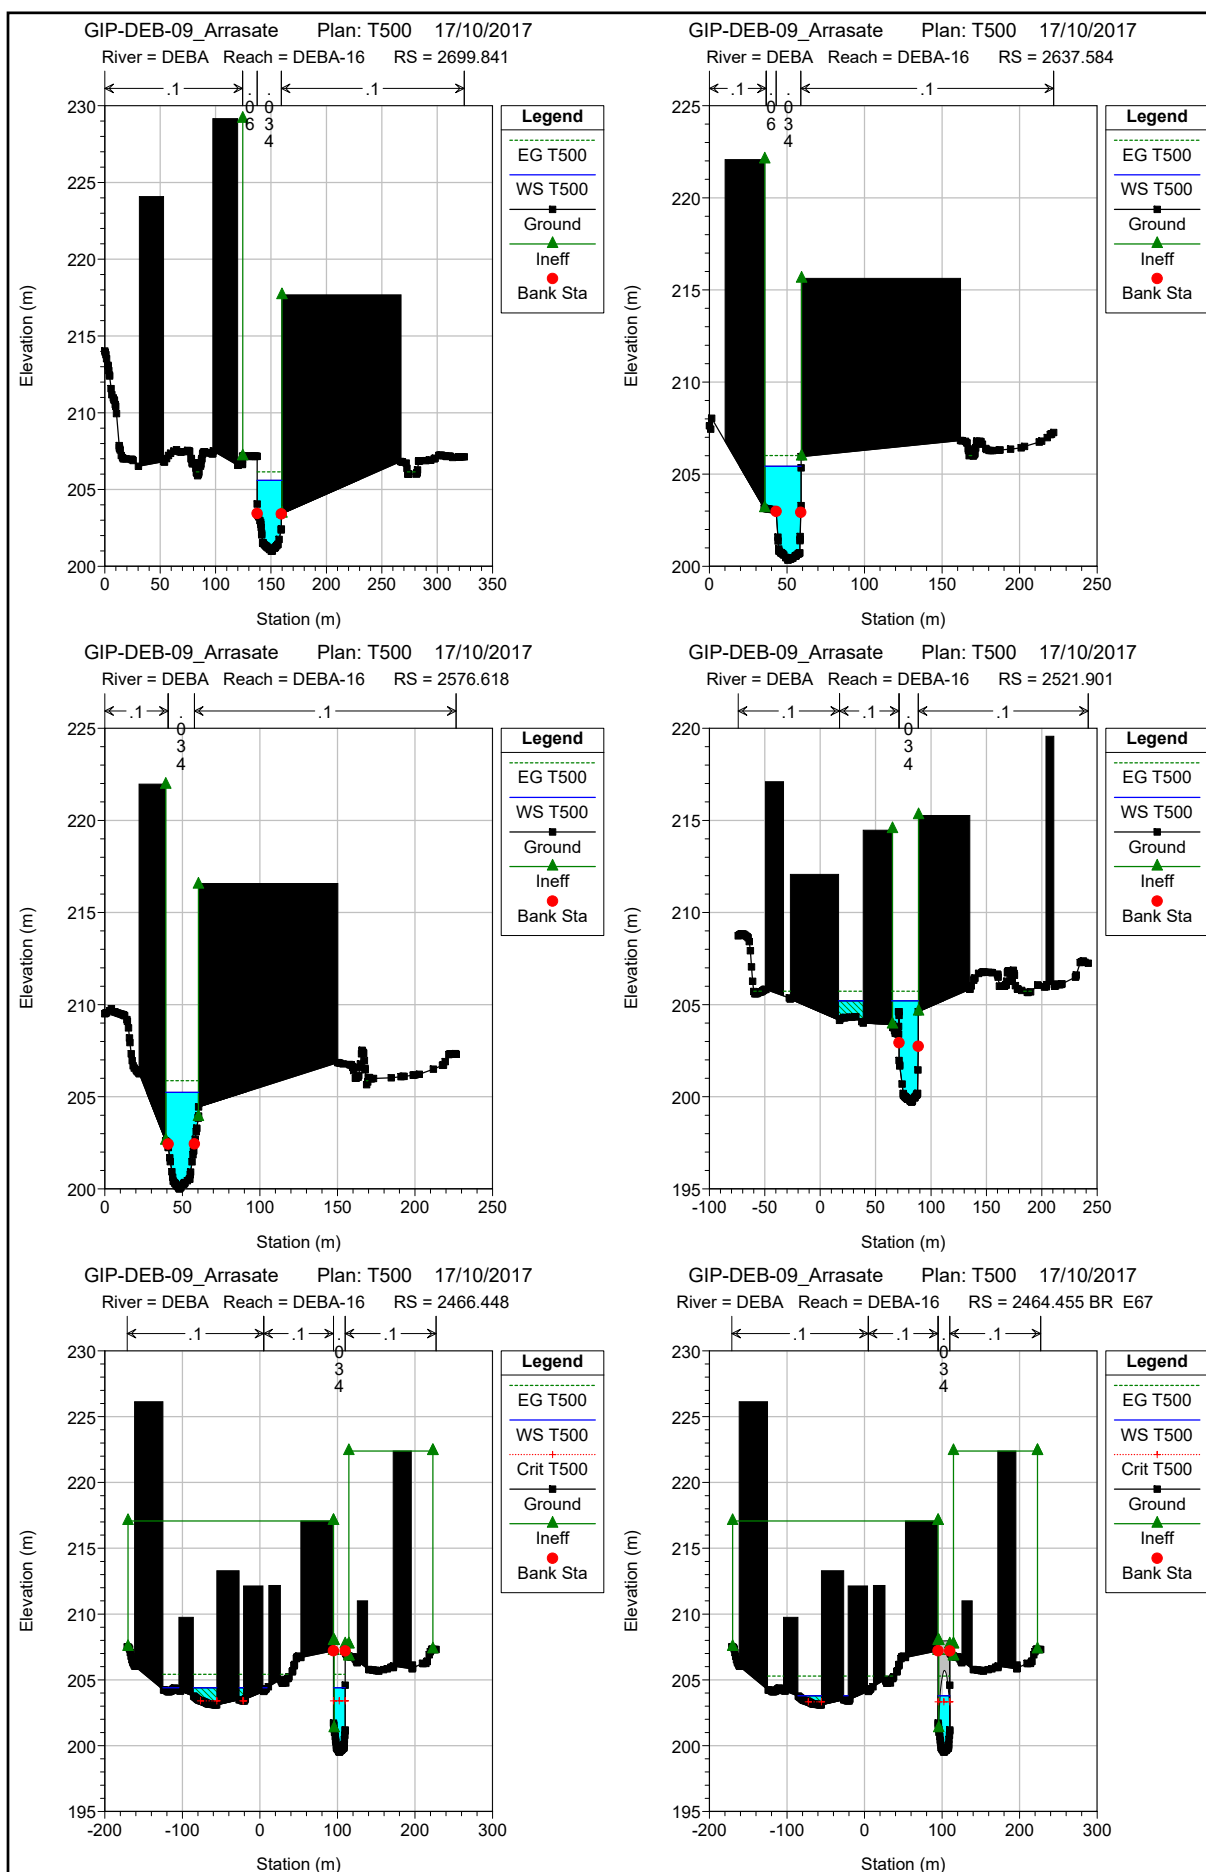 GIP-DEB-09_Arrasate Plan: T500 17/10/2017
River = DEBA Reach = DEBA-16 RS = 2699.841
.1 .06 .034 .1
230
225
220
215
210
205
200
0 50 100 150 200 250 300 350
Elevation (m)
Station (m)
Legend
EG T500
WS T500
Ground
Ineff
Bank Sta
GIP-DEB-09_Arrasate Plan: T500 17/10/2017
River = DEBA Reach = DEBA-16 RS = 2637.584
.1 .06 .034 .1
225
220
215
210
205
200
0 50 100 150 200 250
Elevation (m)
Station (m)
Legend
EG T500
WS T500
Ground
Ineff
Bank Sta
GIP-DEB-09_Arrasate Plan: T500 17/10/2017
River = DEBA Reach = DEBA-16 RS = 2576.618
.1 .034 .1
225
220
215
210
205
200
0 50 100 150 200 250
Elevation (m)
Station (m)
Legend
EG T500
WS T500
Ground
Ineff
Bank Sta
GIP-DEB-09_Arrasate Plan: T500 17/10/2017
River = DEBA Reach = DEBA-16 RS = 2521.901
.1 .1 .034 .1
220
215
210
205
200
195
-100 -50 0 50 100 150 200 250
Elevation (m)
Station (m)
Legend
EG T500
WS T500
Ground
Ineff
Bank Sta
GIP-DEB-09_Arrasate Plan: T500 17/10/2017
River = DEBA Reach = DEBA-16 RS = 2466.448
.1 .1 .034 .1
230
225
220
215
210
205
200
195
-200 -100 0 100 200 300
Elevation (m)
Station (m)
Legend
EG T500
WS T500
Crit T500
Ground
Ineff
Bank Sta
GIP-DEB-09_Arrasate Plan: T500 17/10/2017
River = DEBA Reach = DEBA-16 RS = 2464.455 BR E67
.1 .1 .034 .1
230
225
220
215
210
205
200
195
-200 -100 0 100 200 300
Elevation (m)
Station (m)
Legend
EG T500
WS T500
Crit T500
Ground
Ineff
Bank Sta